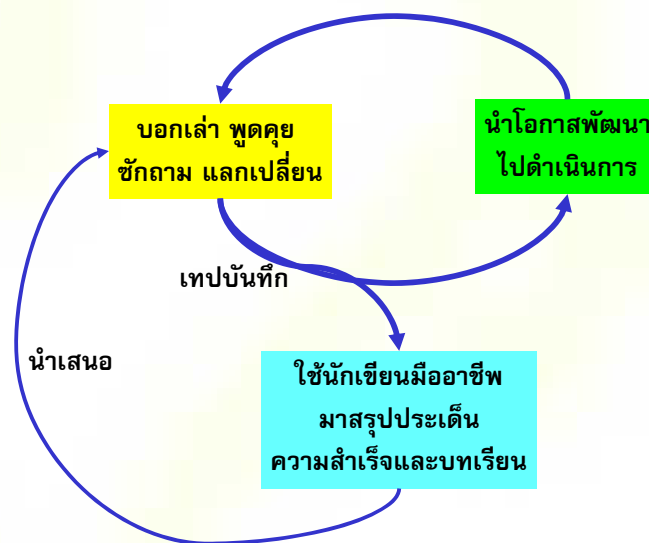 บอกเล่า พูดคุย
ซักถาม แลกเปลี่ยน
นำโอกาสพัฒนา
ไปดำเนินการ
เทปบันทึก
นำเสนอ
ใช้นักเขียนมืออาชีพ
มาสรุปประเด็น
ความสำเร็จและบทเรียน